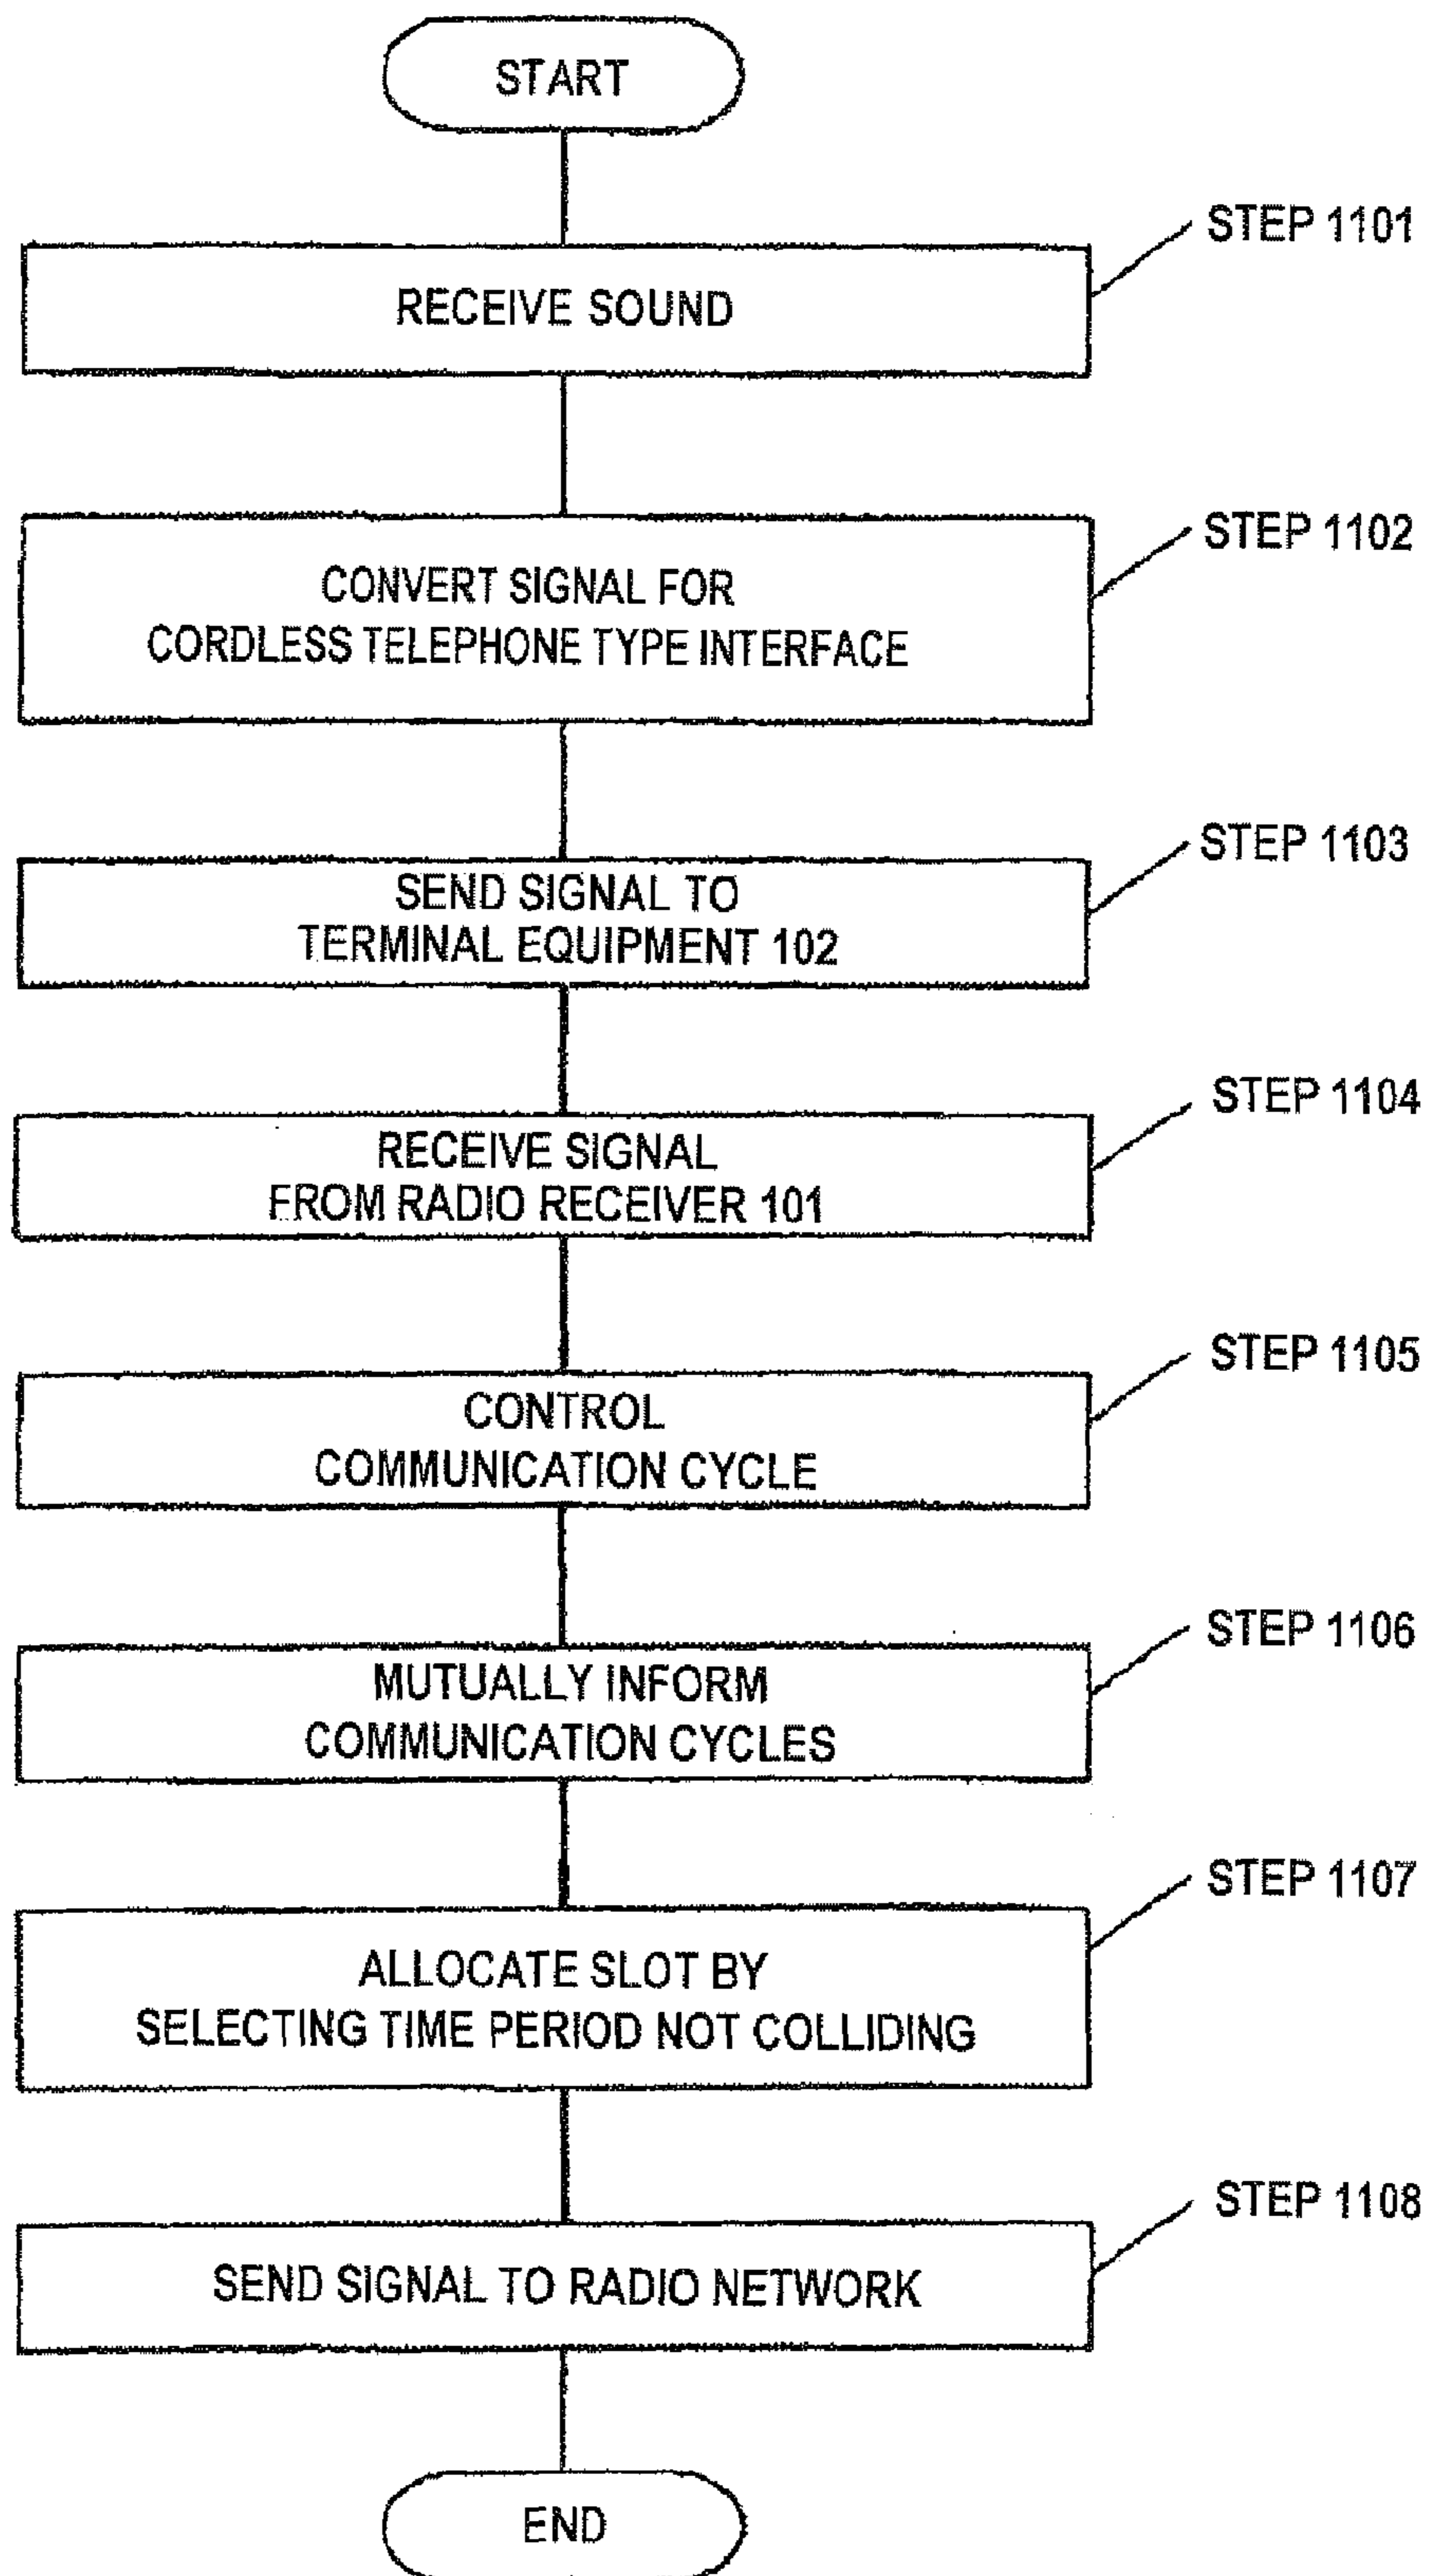 START
STEP 1101
RECEIVE SOUND
STEP 1102
CONVERT SIGNAL FOR
CORDLESS TELEPHONE TYPE INTERFACE
STEP 1103
SEND SIGNAL TO
TERMINAL EQUIPMENT 102
STEP 1104
RECEIVE SIGNAL
FROM RADIO RECEIVER 101
STEP 1105
CONTROL
COMMUNICATION CYCLE
STEP 1106
MUTUALLY INFORM
COMMUNICATION CYCLES
STEP 1107
ALLOCATE SLOT BY
SELECTING TIME PERIOD NOT COLLIDING
STEP 1108
SEND SIGNAL TO RADIO NETWORK
END